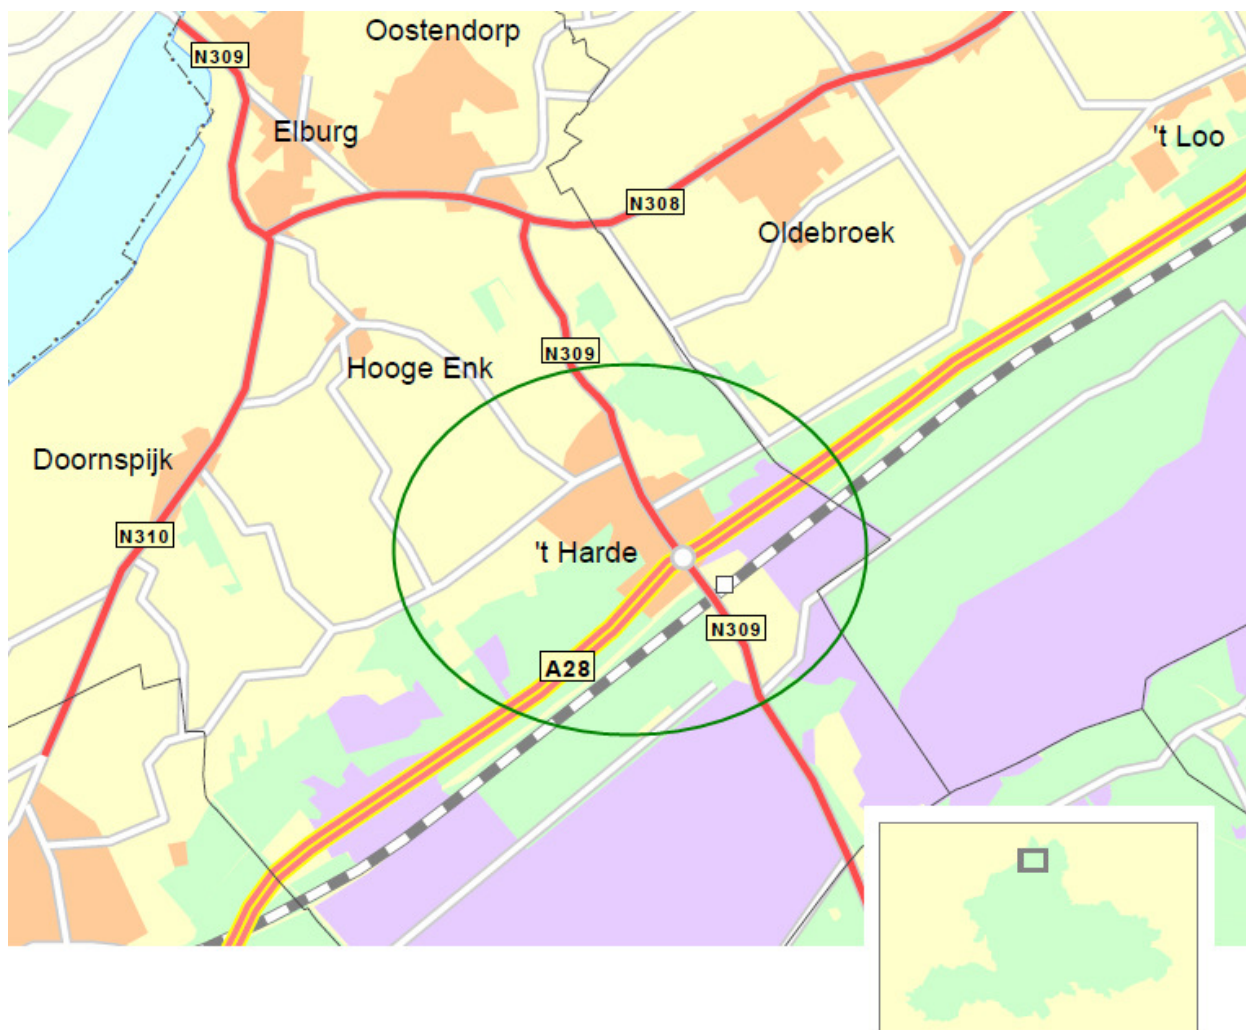 Oostendorp
N309
Elburg
't Loo
N308
Oldebroek
N309
Hooge Enk
Doornspijk
N310
't Harde
N309
A28